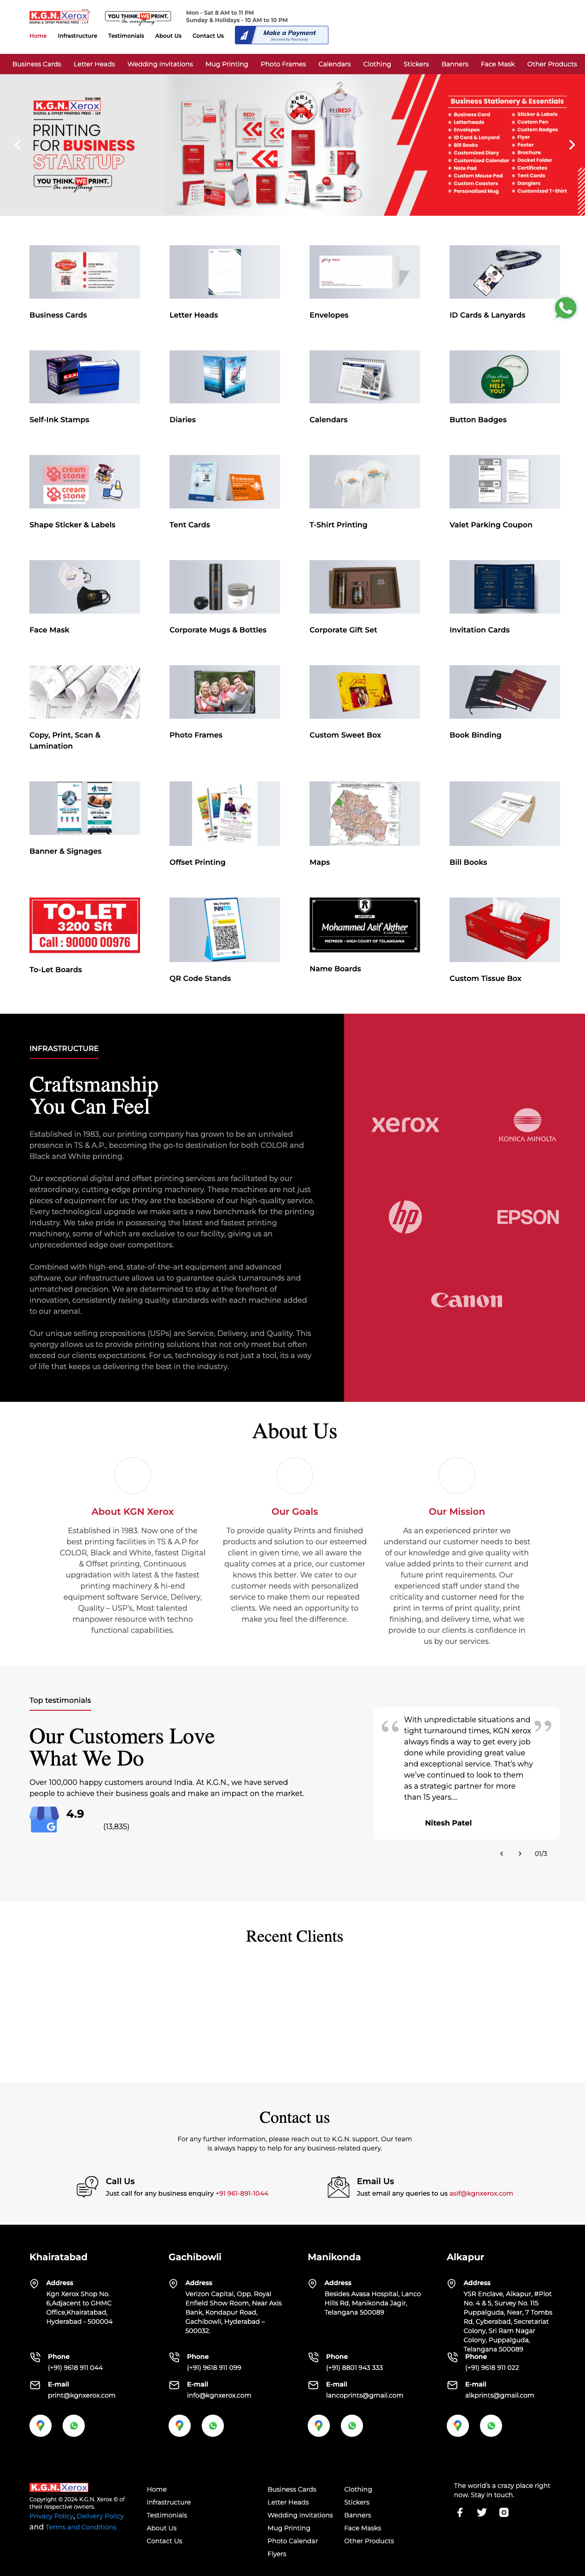 K.G.N.Xerox
DIGITAL & OFFSET PRINTING PRESS - LLP
YOU THINK. WE PRINT.
On everything
Mon - Sat 8 AM to 11 PM
Sunday & Holidays - 10 AM to 10 PM
Home
Infrastructure
Testimonials
About Us
Contact Us
Make a Payment
Secured by Razorpay
Business Cards
Letter Heads
Wedding Invitations
Mug Printing
Photo Frames
Calendars
Clothing
Stickers
Banners
Face Mask
Other Products
K.G.N.Xerox
DIGITAL & OFFSET PRINTING PRESS - LLP
PRINTING
FOR BUSINESS
STARTUP
YOU THINK. WE PRINT.
On everything
Business Stationery & Essentials
Business Card
Letterheads
Envelopes
ID Card & Lanyard
Bill Books
Customized Diary
Customized Calendar
Note Pad
Custom Mouse Pad
Custom Coasters
Personalized Mug
Sticker & Labels
Custom Pen
Custom Badges
Flyer
Poster
Brochure
Docket Folder
Certificates
Tent Cards
Danglers
Customized T-Shirt
Business Cards
Letter Heads
Envelopes
ID Cards & Lanyards
K.G.N.
MAY I
HELP
YOU?
Self-Ink Stamps
Diaries
Calendars
Button Badges
cream
stone
cream
stone
VALET
PARKING
VALET
PARKING
Shape Sticker & Labels
Tent Cards
T-Shirt Printing
Valet Parking Coupon
Face Mask
Corporate Mugs & Bottles
Corporate Gift Set
Invitation Cards
Copy, Print, Scan &
Lamination
Photo Frames
Custom Sweet Box
Book Binding
Banner & Signages
Offset Printing
Maps
Bill Books
TO-LET
3200 Sft
Call : 90000 00976
Paytm
Mohammed Asif Akther
MEMBER - HIGH COURT OF TELANGANA
To-Let Boards
QR Code Stands
Name Boards
Custom Tissue Box
INFRASTRUCTURE
Craftsmanship
You Can Feel
Established in 1983, our printing company has grown to be an unrivaled
presence in TS & A.P., becoming the go-to destination for both COLOR and
Black and White printing.
Our exceptional digital and offset printing services are facilitated by our
extraordinary, cutting-edge printing machinery. These machines are not just
pieces of equipment for us; they are the backbone of our high-quality service.
Every technological upgrade we make sets a new benchmark for the printing
industry. We take pride in possessing the latest and fastest printing
machinery, some of which are exclusive to our facility, giving us an
unprecedented edge over competitors.
Combined with high-end, state-of-the-art equipment and advanced
software, our infrastructure allows us to guarantee quick turnarounds and
unmatched precision. We are determined to stay at the forefront of
innovation, consistently raising quality standards with each machine added
to our arsenal.
Our unique selling propositions (USPs) are Service, Delivery, and Quality. This
synergy allows us to provide printing solutions that not only meet but often
exceed our clients expectations. For us, technology is not just a tool, its a way
of life that keeps us delivering the best in the industry.
xerox
KONICA MINOLTA
hp
EPSON
Canon
About Us
About KGN Xerox
Established in 1983. Now one of the
best printing facilities in TS & A.P for
COLOR, Black and White, fastest Digital
& Offset printing, Continuous
upgradation with latest & the fastest
printing machinery & hi-end
equipment software Service, Delivery,
Quality – USP's, Most talented
manpower resource with techno
functional capabilities.
Our Goals
To provide quality Prints and finished
products and solution to our esteemed
client in given time, we all aware the
quality comes at a price, our customer
knows this better. We cater to our
customer needs with personalized
service to make them our repeated
clients. We need an opportunity to
make you feel the difference.
Our Mission
As an experienced printer we
understand our customer needs to best
of our knowledge and give quality with
value added prints to their current and
future print requirements. Our
experienced staff under stand the
criticality and customer need for the
print in terms of print quality, print
finishing, and delivery time, what we
provide to our clients is confidence in
us by our services.
Top testimonials
Our Customers Love
What We Do
Over 100,000 happy customers around India. At K.G.N., we have served
people to achieve their business goals and make an impact on the market.
G
4.9
(13,835)
“
With unpredictable situations and
tight turnaround times, KGN xerox
always finds a way to get every job
done while providing great value
and exceptional service. That's why
we've continued to look to them
as a strategic partner for more
than 15 years....
”
Nitesh Patel
01/3
Recent Clients
Contact us
For any further information, please reach out to K.G.N. support. Our team
is always happy to help for any business-related query.
Call Us
Just call for any business enquiry +91 961-891-1044
Email Us
Just email any queries to us asif@kgnxerox.com
Khairatabad
Address
Kgn Xerox Shop No.
6,Adjacent to GHMC
Office,Khairatabad,
Hyderabad - 500004
Phone
(+91) 9618 911 044
E-mail
print@kgnxerox.com
Gachibowli
Address
Verizon Capital, Opp. Royal
Enfield Show Room, Near Axis
Bank, Kondapur Road,
Gachibowli, Hyderabad –
500032.
Phone
(+91) 9618 911 099
E-mail
info@kgnxerox.com
Manikonda
Address
Besides Avasa Hospital, Lanco
Hills Rd, Manikonda Jagir,
Telangana 500089
Phone
(+91) 8801 943 333
E-mail
lancoprints@gmail.com
Alkapur
Address
YSR Enclave, Alkapur, #Plot
No. 4 & 5, Survey No. 115
Puppalguda, Near, 7 Tombs
Rd, Cyberabad, Secretariat
Colony, Sri Ram Nagar
Colony, Puppalguda,
Telangana 500089
Phone
(+91) 9618 911 022
E-mail
alkprints@gmail.com
K.G.N.Xerox
Copyright © 2024 K.G.N. Xerox © of
their respective owners.
Privacy Policy, Delivery Policy
and Terms and Conditions
Home
Infrastructure
Testimonials
About Us
Contact Us
Business Cards
Letter Heads
Wedding Invitations
Mug Printing
Photo Calendar
Flyers
Clothing
Stickers
Banners
Face Masks
Other Products
The world's a crazy place right
now. Stay in touch.